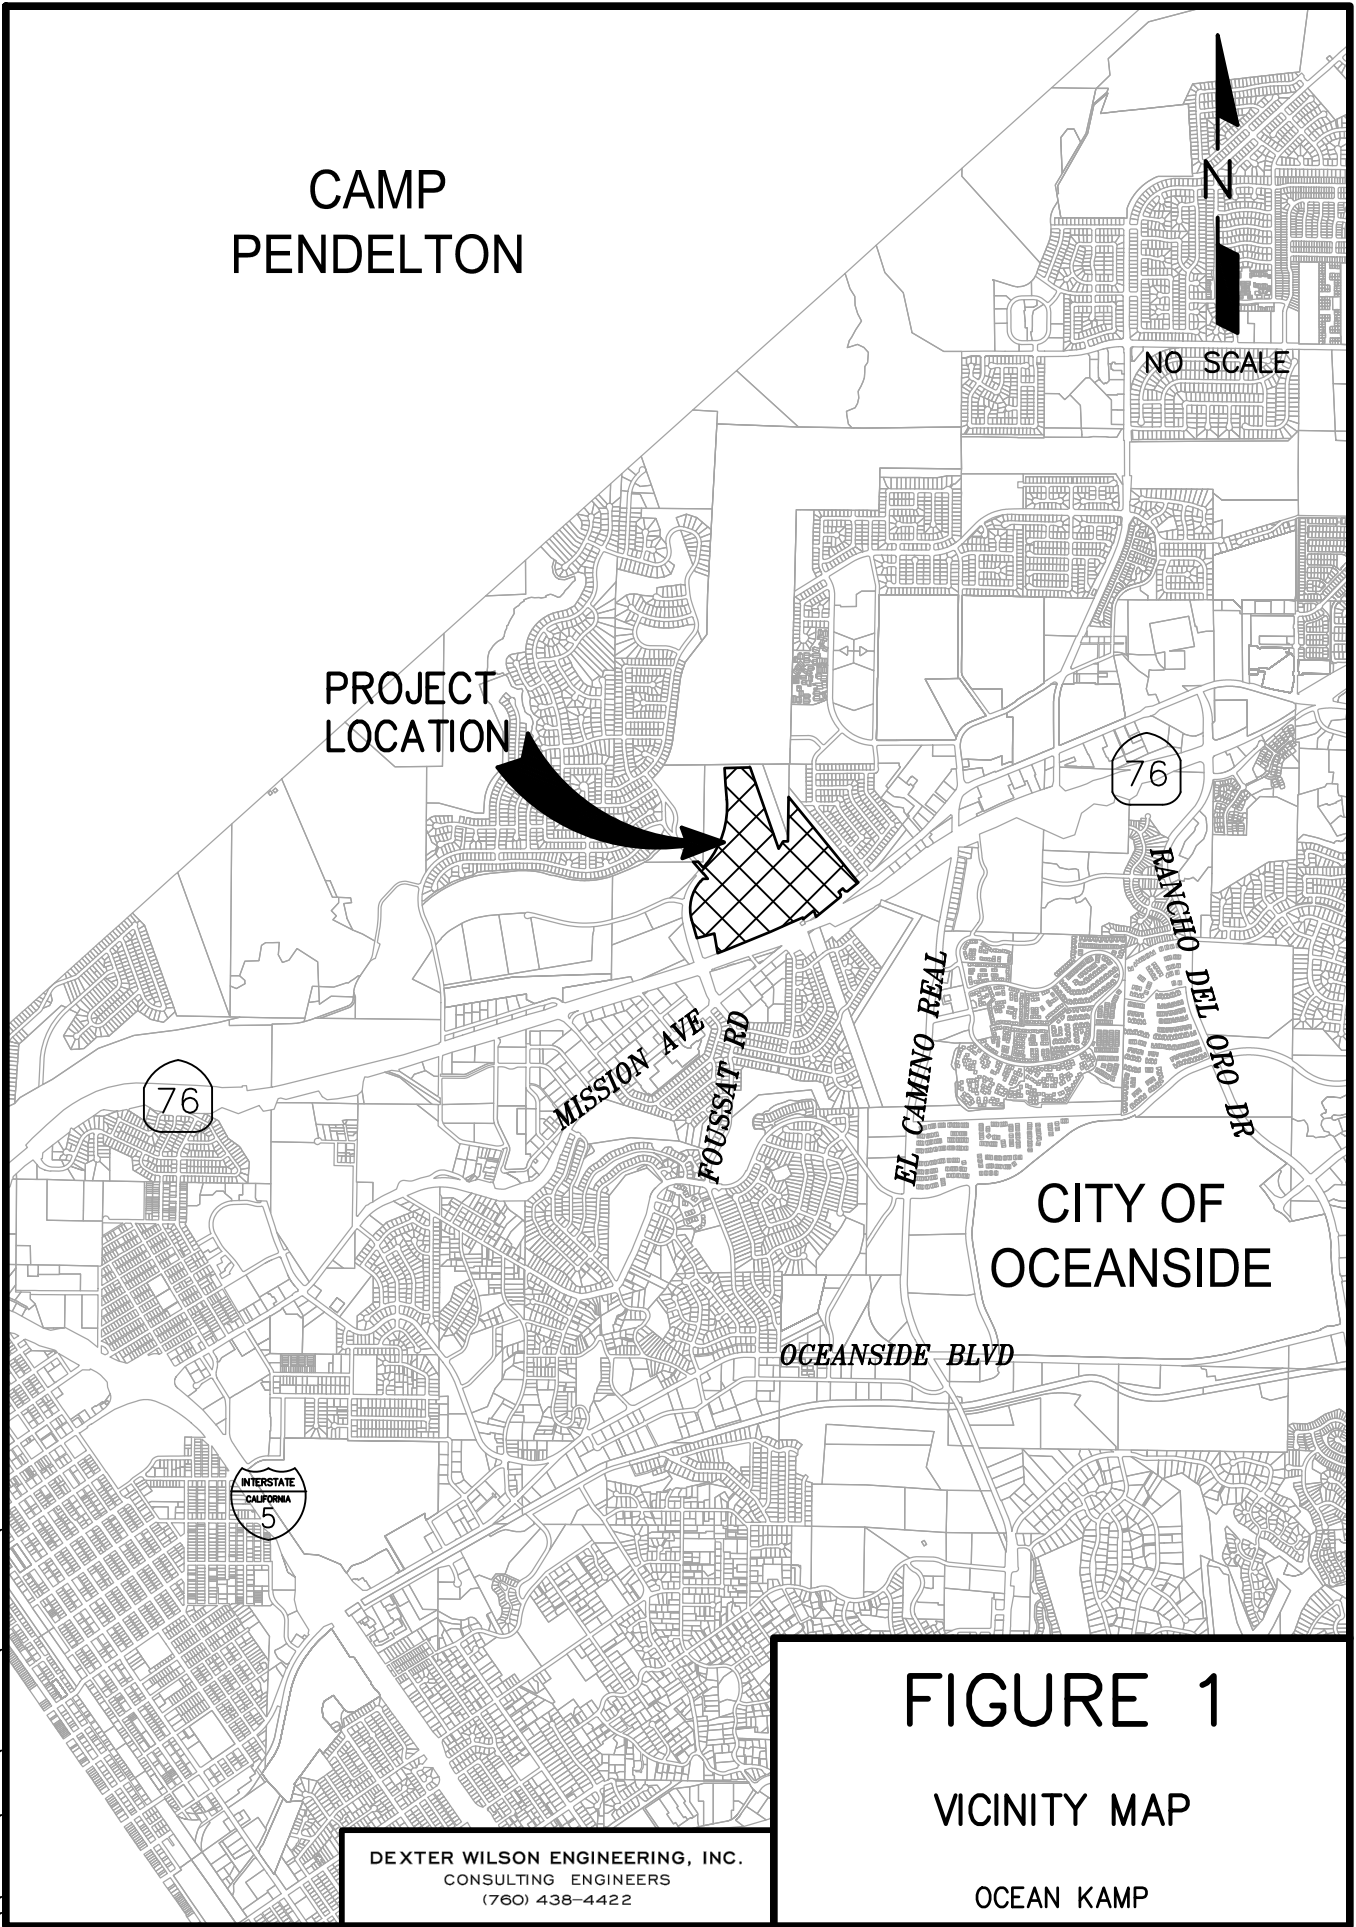 CAMP
PENDELTON
N
NO SCALE
PROJECT
LOCATION
76
RANCHO DEL ORO DR
EL CAMINO REAL
MISSION AVE
FOUSSAT RD
76
CITY OF
OCEANSIDE
OCEANSIDE BLVD
INTERSTATE
CALIFORNIA
5
FIGURE 1
VICINITY MAP
OCEAN KAMP
DEXTER WILSON ENGINEERING, INC.
CONSULTING ENGINEERS
(760) 438-4422